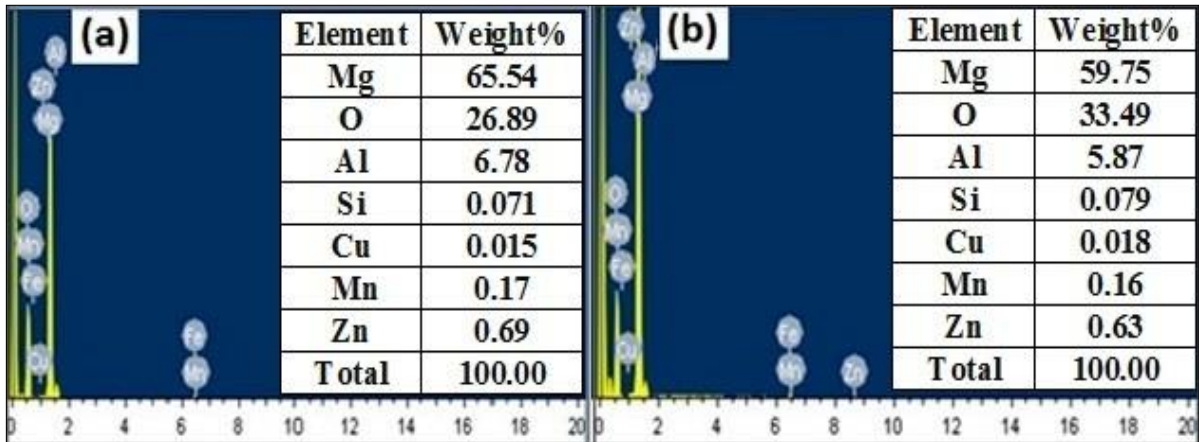 (a)
Element Weight%
Mg 65.54
O 26.89
Al 6.78
Si 0.071
Cu 0.015
Mn 0.17
Zn 0.69
Total 100.00
Al
Zn
Mg
O
Mn
Fe
Cu
Fe
Mn
0 2 4 6 8 10 12 14 16 18 20
(b)
Element Weight%
Mg 59.75
O 33.49
Al 5.87
Si 0.079
Cu 0.018
Mn 0.16
Zn 0.63
Total 100.00
Zn
Al
Mg
O
Mn
Fe
Cu
Fe
Mn
Zn
0 2 4 6 8 10 12 14 16 18 20